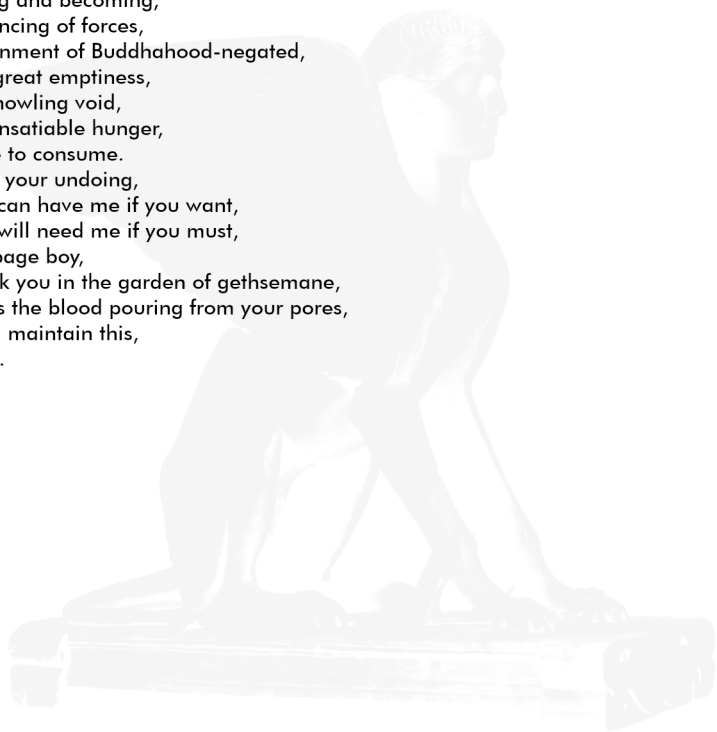 g and becoming,
ncing of forces,
nment of Buddhahood-negated,
great emptiness,
howling void,
nsatiable hunger,
e to consume.
your undoing,
can have me if you want,
will need me if you must,
page boy,
k you in the garden of gethsemane,
s the blood pouring from your pores,
maintain this,
.